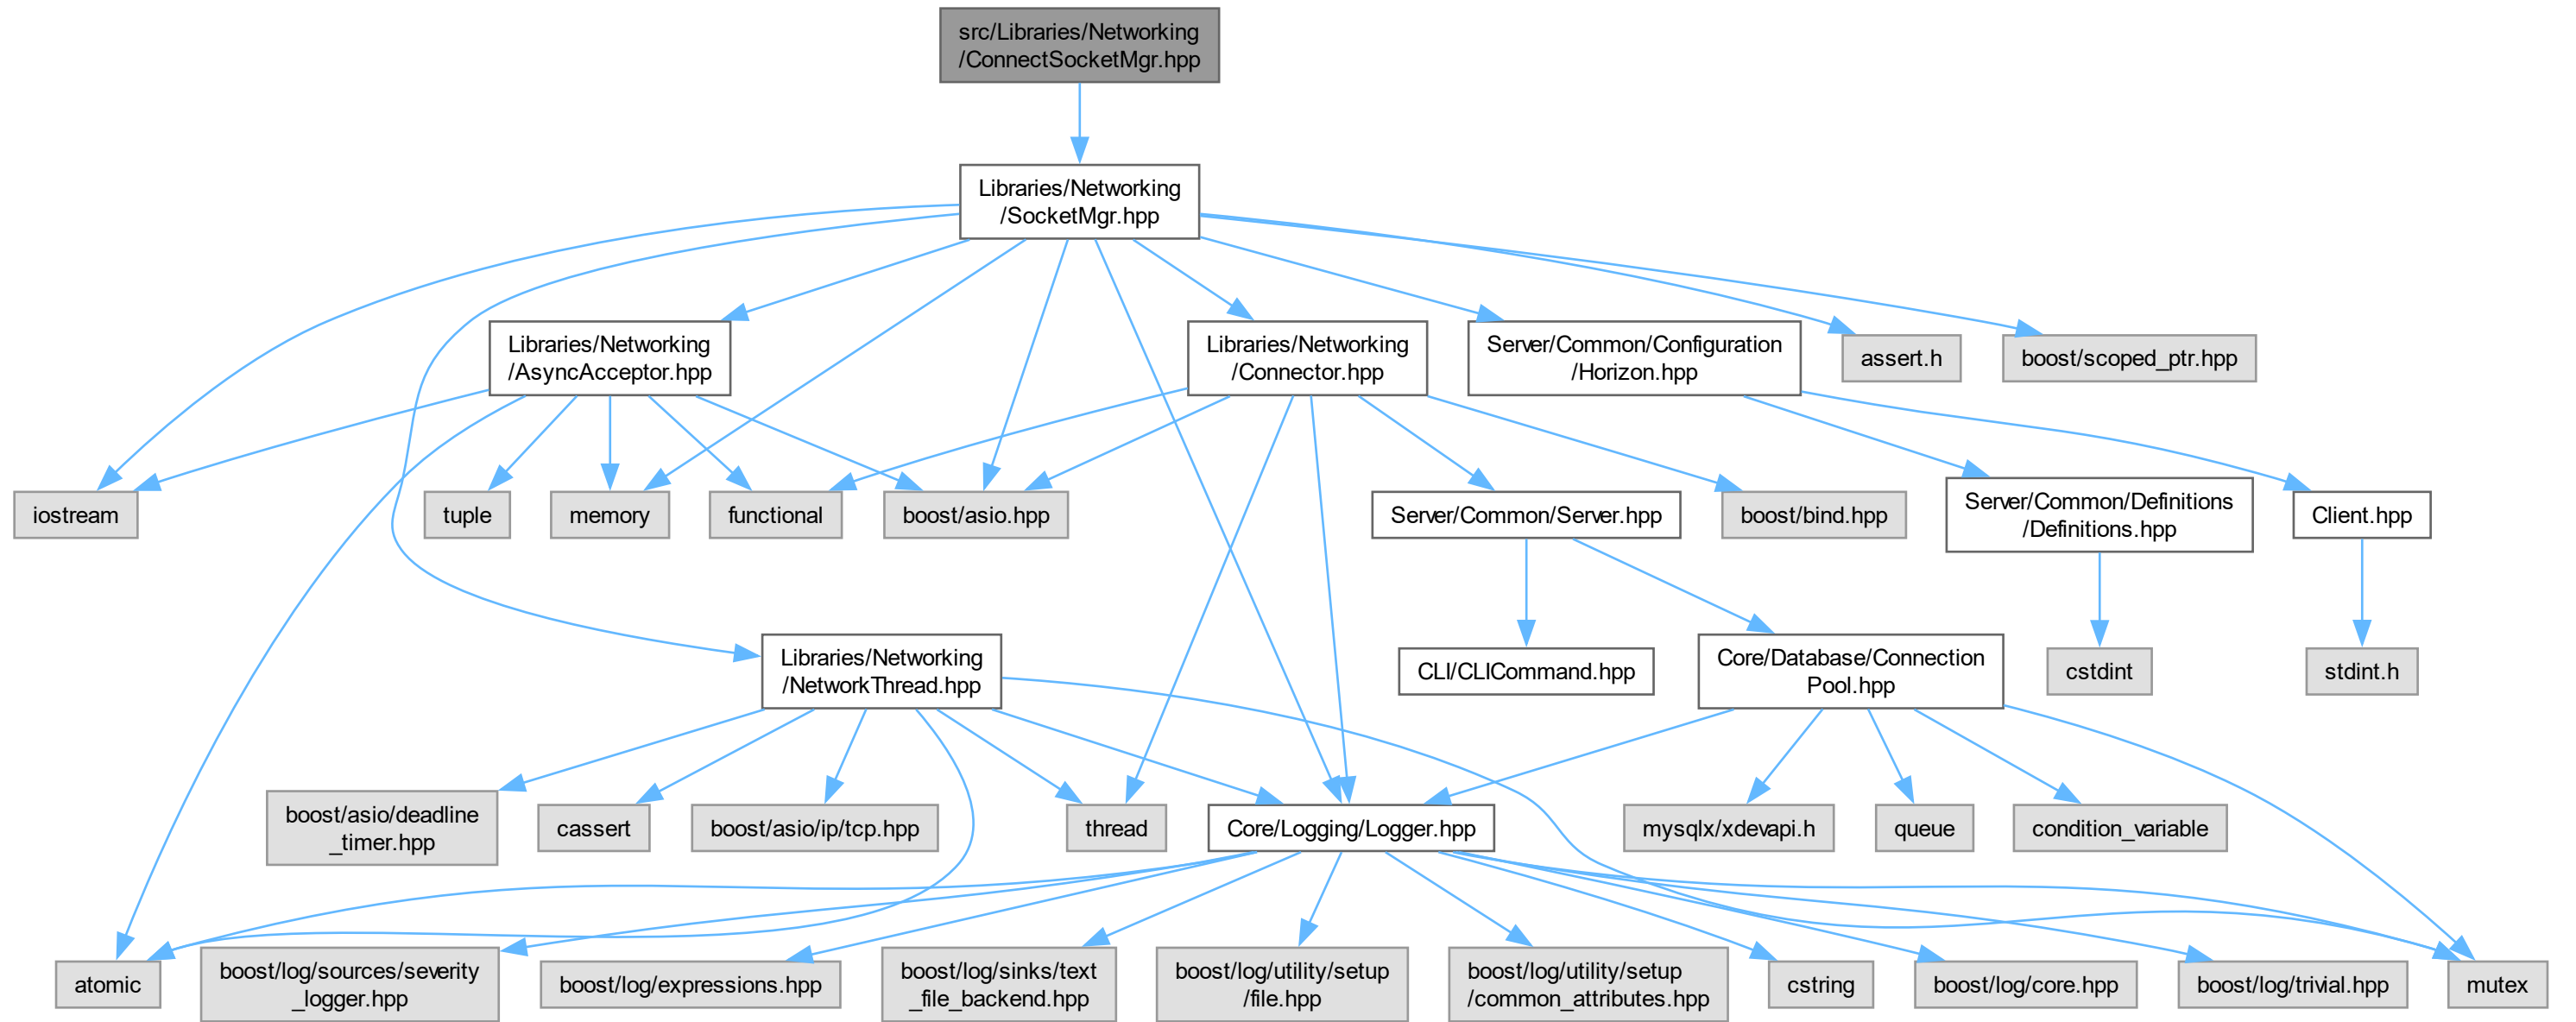 src/Libraries/Networking
/ConnectSocketMgr.hpp
Libraries/Networking
/SocketMgr.hpp
Libraries/Networking
/AsyncAcceptor.hpp
Libraries/Networking
/Connector.hpp
Server/Common/Configuration
/Horizon.hpp
assert.h
boost/scoped_ptr.hpp
iostream
tuple
memory
functional
boost/asio.hpp
Server/Common/Server.hpp
boost/bind.hpp
Server/Common/Definitions
/Definitions.hpp
Client.hpp
Libraries/Networking
/NetworkThread.hpp
CLI/CLICommand.hpp
Core/Database/Connection
Pool.hpp
cstdint
stdint.h
boost/asio/deadline
_timer.hpp
cassert
boost/asio/ip/tcp.hpp
thread
Core/Logging/Logger.hpp
mysqlx/xdevapi.h
queue
condition_variable
atomic
boost/log/sources/severity
_logger.hpp
boost/log/expressions.hpp
boost/log/sinks/text
_file_backend.hpp
boost/log/utility/setup
/file.hpp
boost/log/utility/setup
/common_attributes.hpp
cstring
boost/log/core.hpp
boost/log/trivial.hpp
mutex